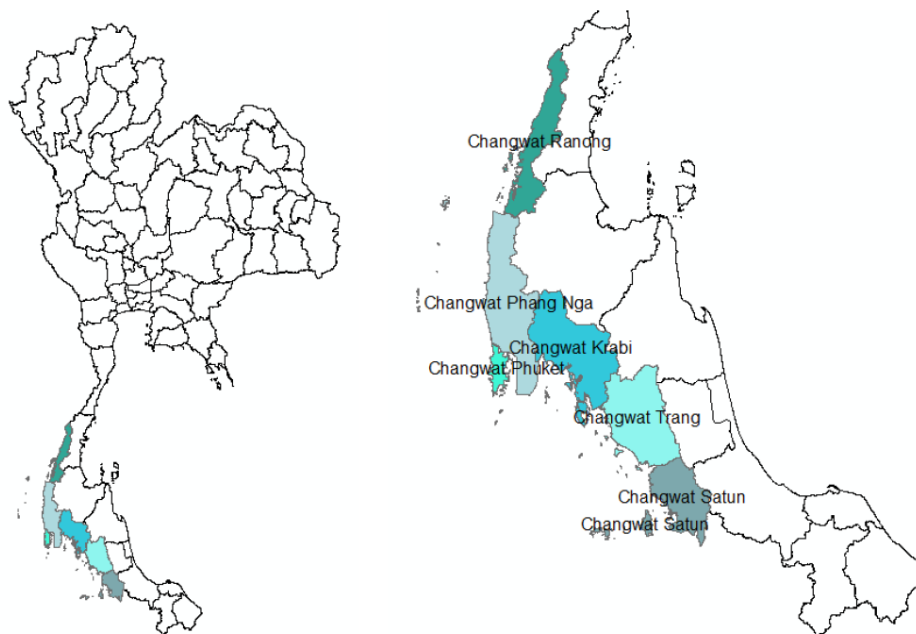 Changwat Ranong
Changwat Phang Nga
Changwat Krabi
Changwat Phuket
Changwat Trang
Changwat Satun
Changwat Satun